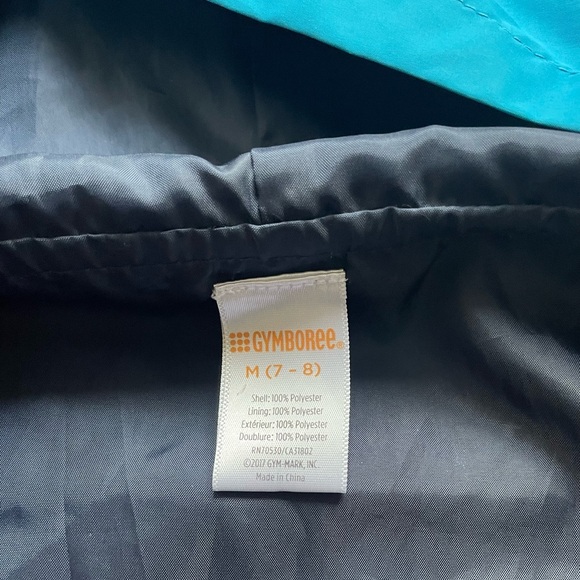 GYMBOREE®
M (7 - 8)
Shell: 100% Polyester
Lining: 100% Polyester
Extérieur: 100% Polyester
Doublure: 100% Polyester
RN70530/CA31802
©2017 GYM-MARK, INC.
Made in China